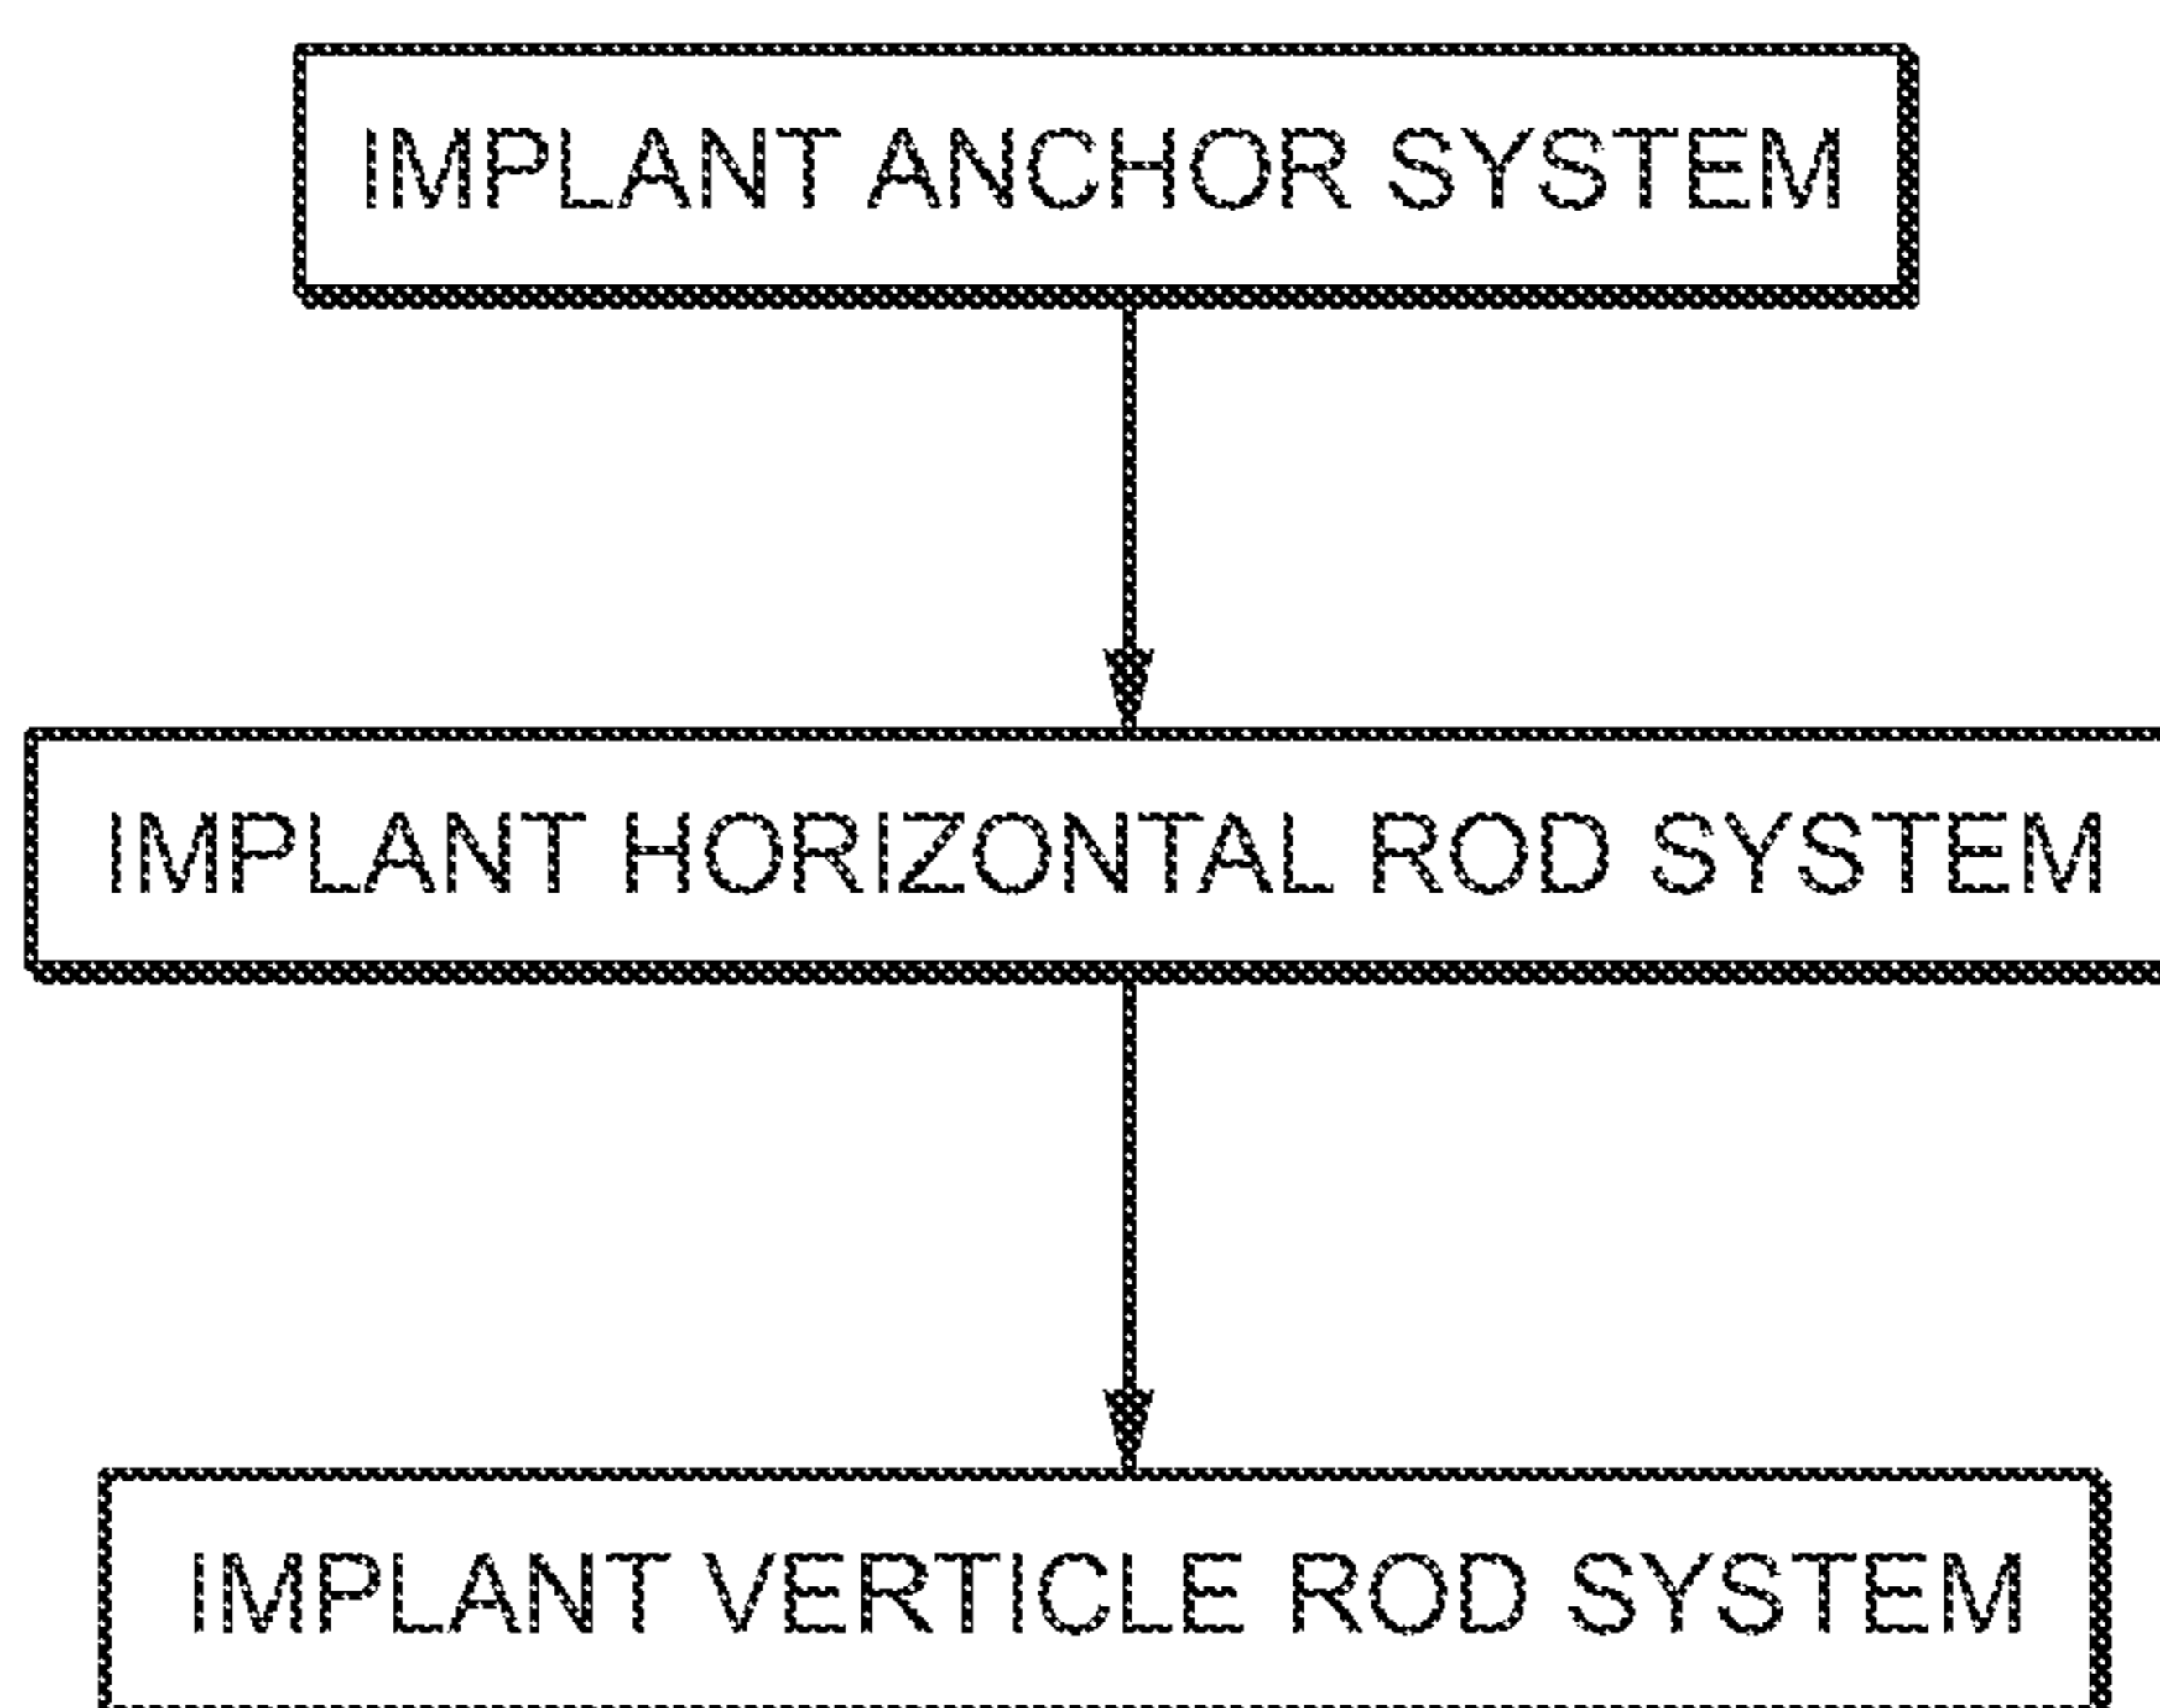 IMPLANT ANCHOR SYSTEM
IMPLANT HORIZONTAL ROD SYSTEM
IMPLANT VERTICLE ROD SYSTEM